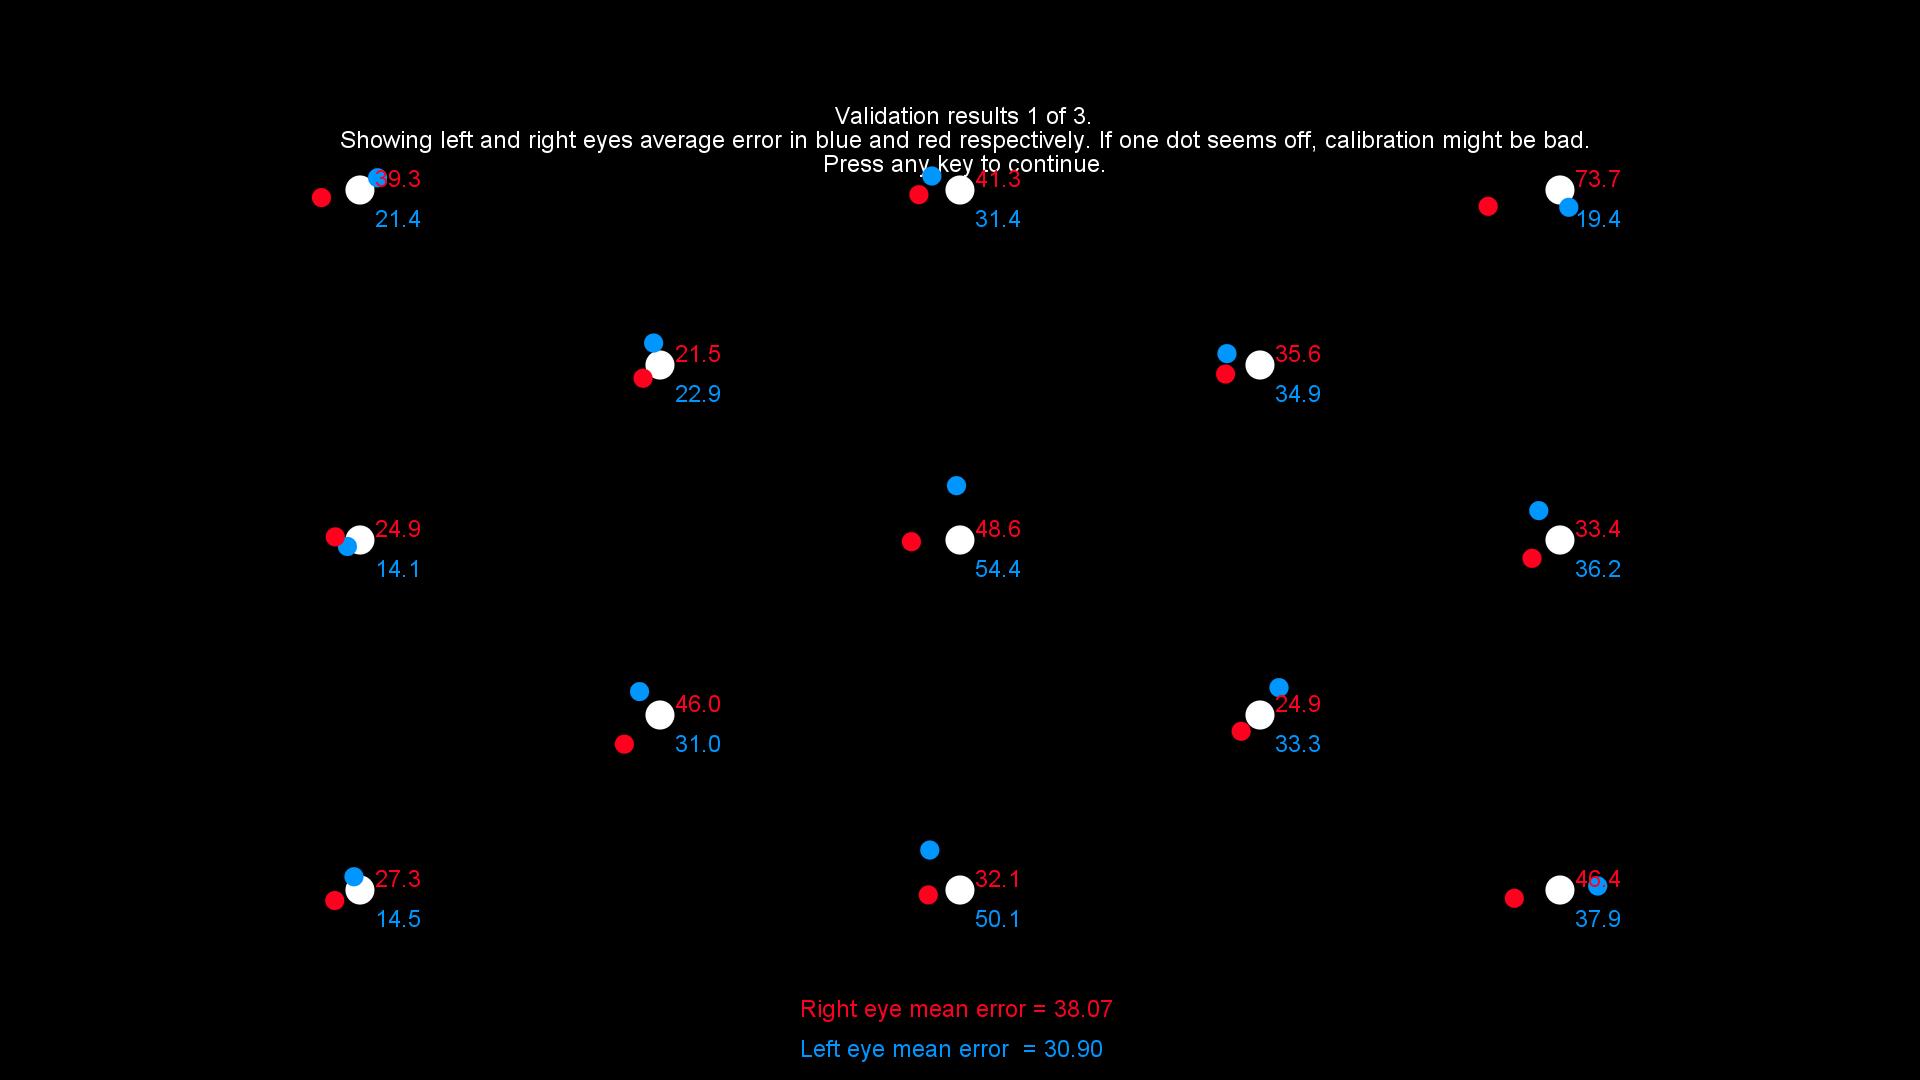 Validation results 1 of 3.
Showing left and right eyes average error in blue and red respectively. If one dot seems off, calibration might be bad.
Press any key to continue.
39.3 41.3 73.7
21.4 31.4 19.4
21.5 35.6
22.9 34.9
24.9 48.6 33.4
14.1 54.4 36.2
46.0 24.9
31.0 33.3
27.3 32.1 46.4
14.5 50.1 37.9
Right eye mean error = 38.07
Left eye mean error = 30.90